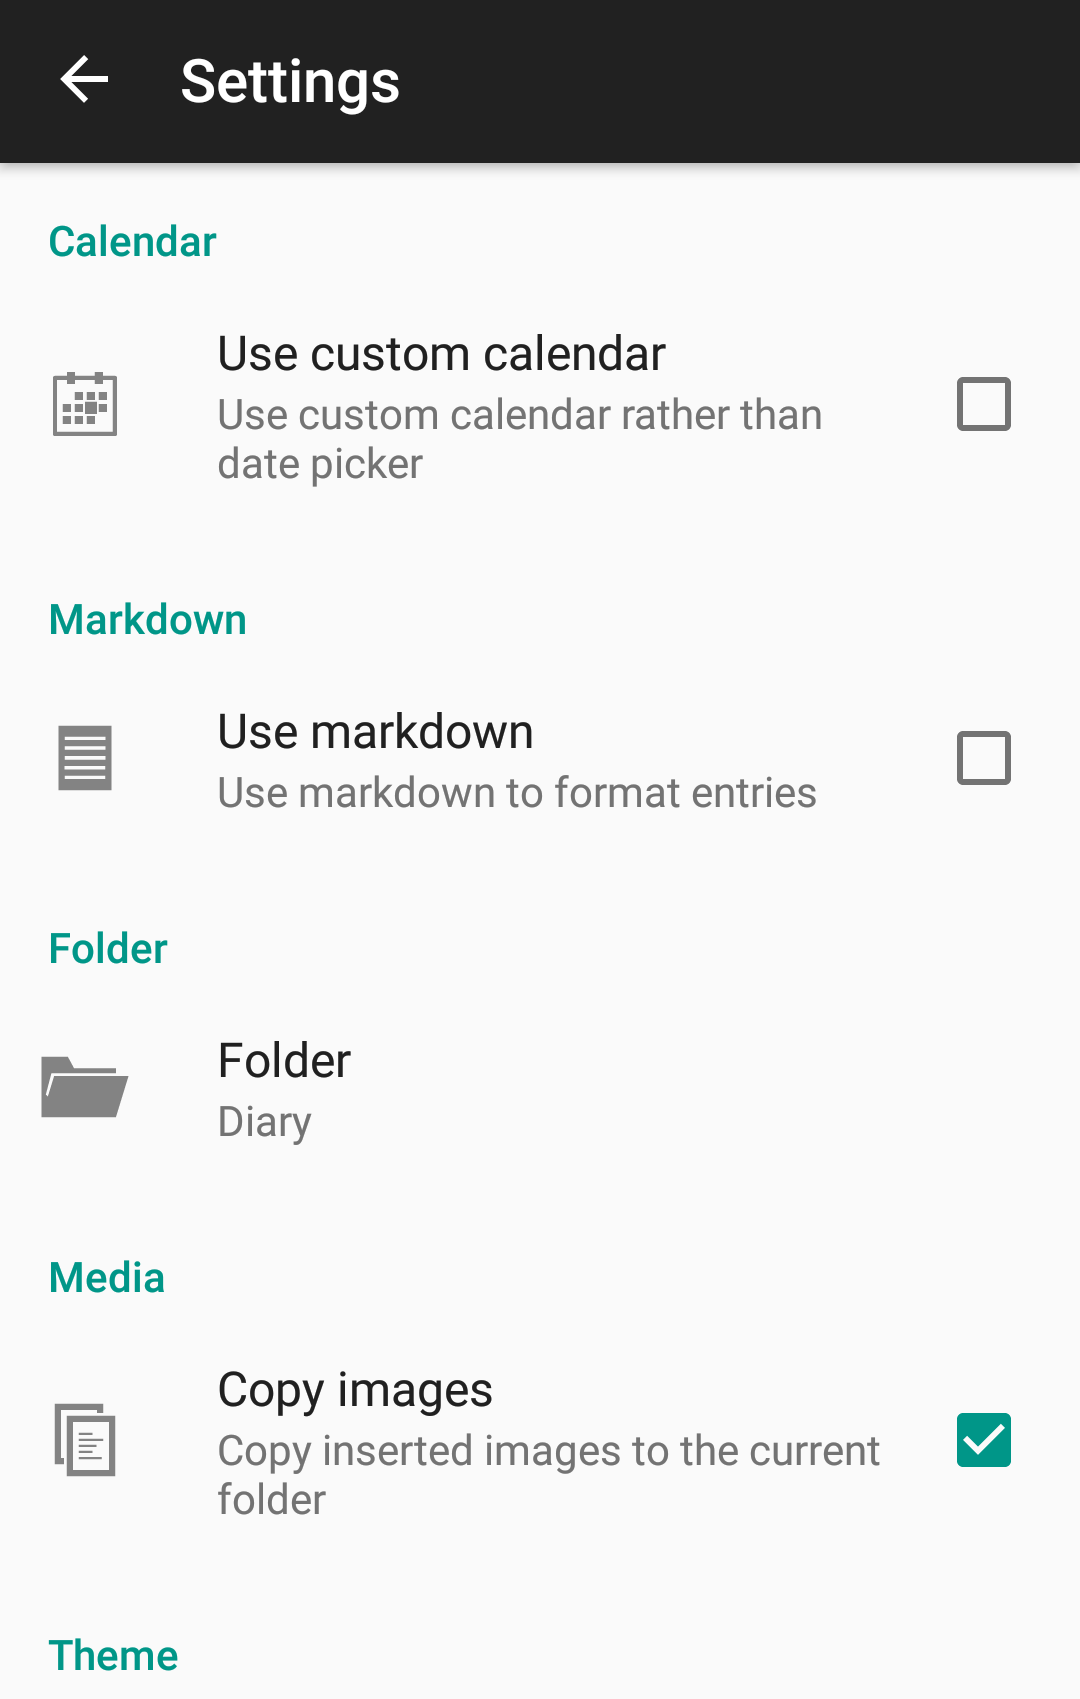 Settings
Calendar
Use custom calendar
Use custom calendar rather than
date picker
Markdown
Use markdown
Use markdown to format entries
Folder
Folder
Diary
Media
Copy images
Copy inserted images to the current
folder
Theme